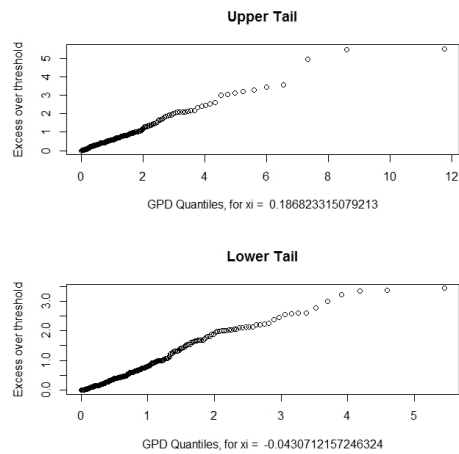 Upper Tail
Excess over threshold
0 1 2 3 4 5
0 2 4 6 8 10 12
GPD Quantiles, for xi = 0.186823315079213
Lower Tail
Excess over threshold
0.0 1.0 2.0 3.0
0 1 2 3 4 5
GPD Quantiles, for xi = -0.0430712157246324